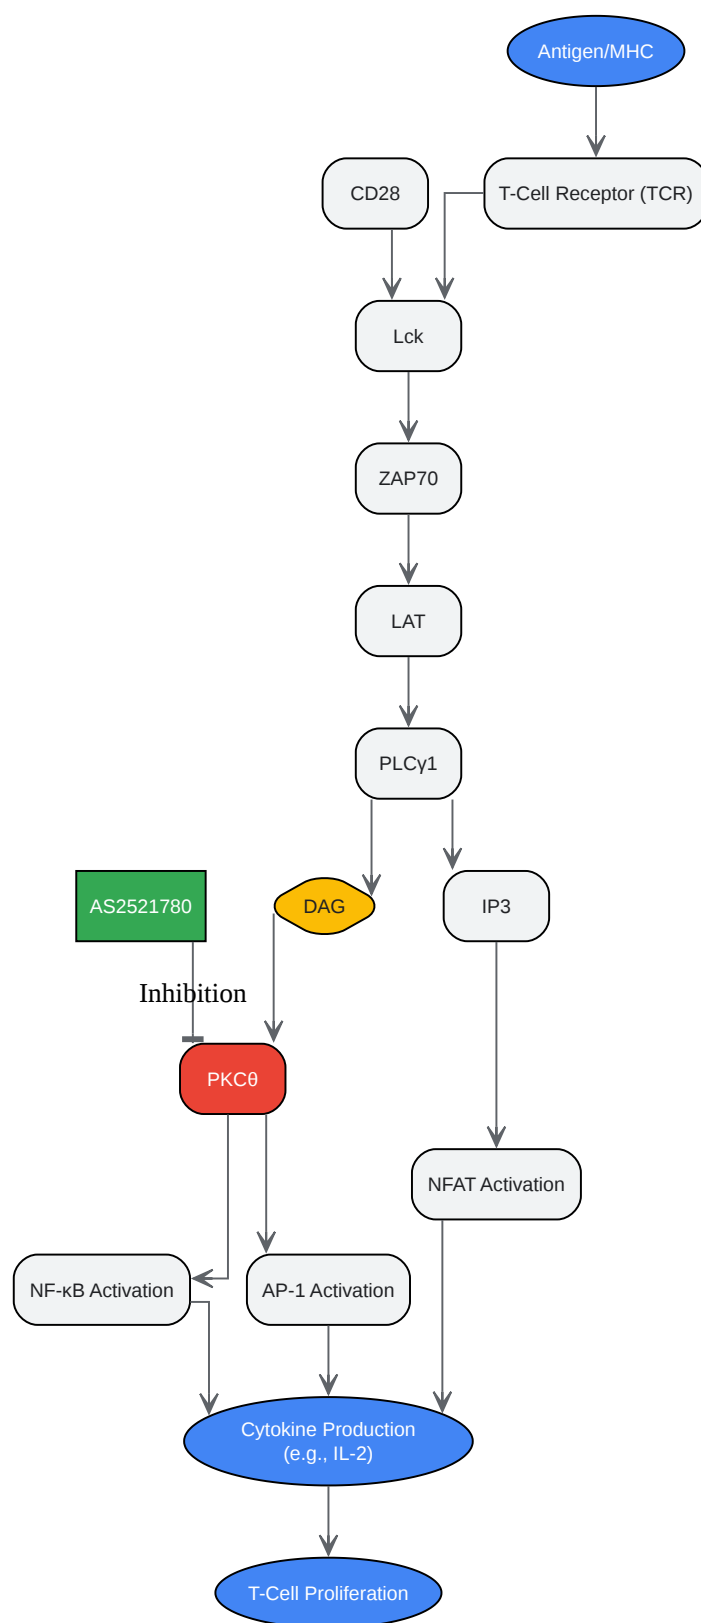 Antigen/MHC
CD28
T-Cell Receptor (TCR)
Lck
ZAP70
LAT
PLCγ1
AS2521780
DAG
IP3
Inhibition
PKCθ
NFAT Activation
NF-κB Activation
AP-1 Activation
Cytokine Production
(e.g., IL-2)
T-Cell Proliferation